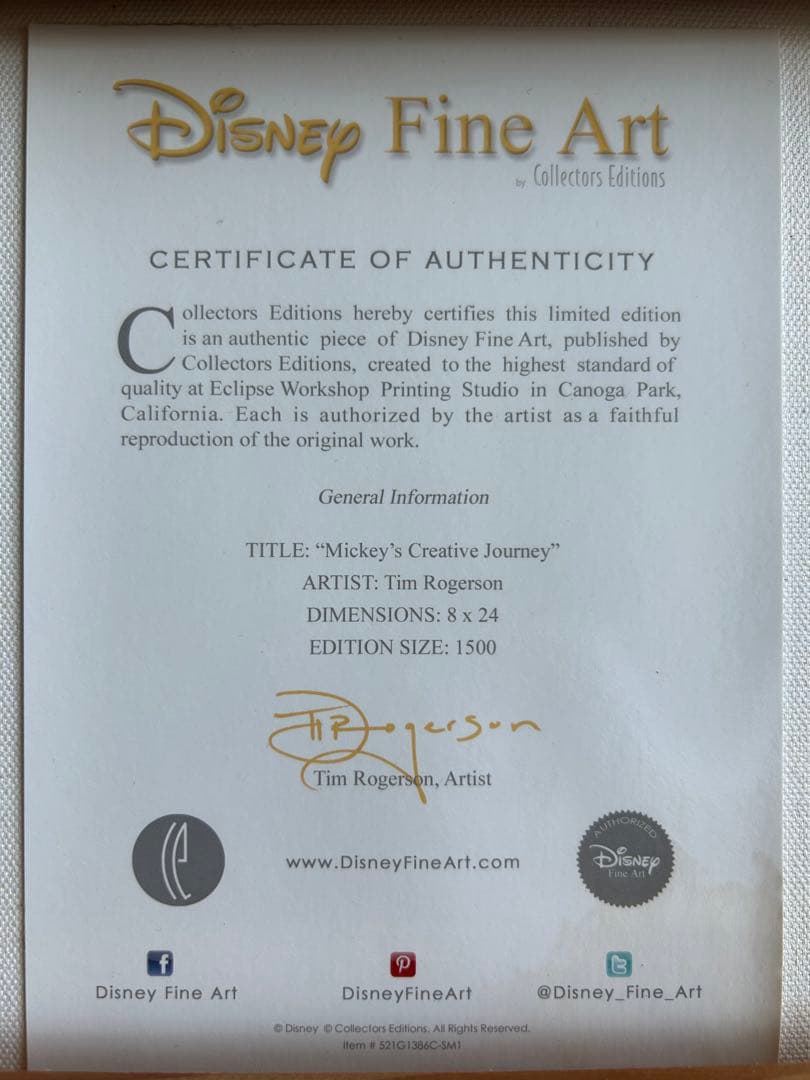 Disney Fine Art
by Collectors Editions
CERTIFICATE OF AUTHENTICITY
Collectors Editions hereby certifies this limited edition
is an authentic piece of Disney Fine Art, published by
Collectors Editions, created to the highest standard of
quality at Eclipse Workshop Printing Studio in Canoga Park,
California. Each is authorized by the artist as a faithful
reproduction of the original work.
General Information
TITLE: “Mickey’s Creative Journey”
ARTIST: Tim Rogerson
DIMENSIONS: 8 x 24
EDITION SIZE: 1500
Tim Rogerson
Tim Rogerson, Artist
www.DisneyFineArt.com
AUTHORIZED
Disney
Fine Art
Disney Fine Art
DisneyFineArt
@Disney_Fine_Art
© Disney © Collectors Editions. All Rights Reserved.
Item # 521G1386C-SM1